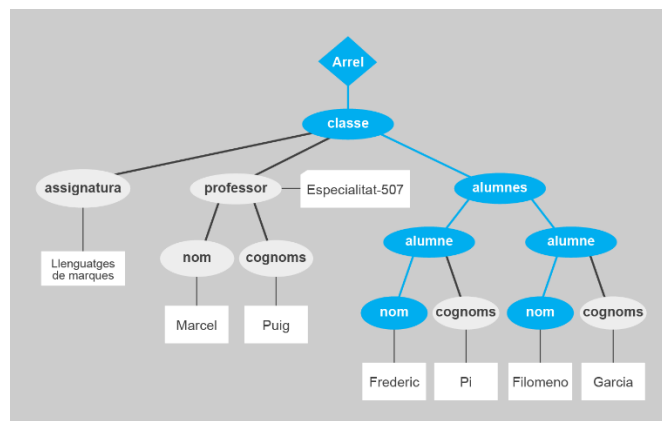 Arrel
classe
assignatura
professor
Especialitat-507
alumnes
alumne
alumne
nom
cognoms
Llenguatges
de marques
nom
cognoms
nom
cognoms
Marcel
Puig
Frederic
Pi
Filomeno
Garcia